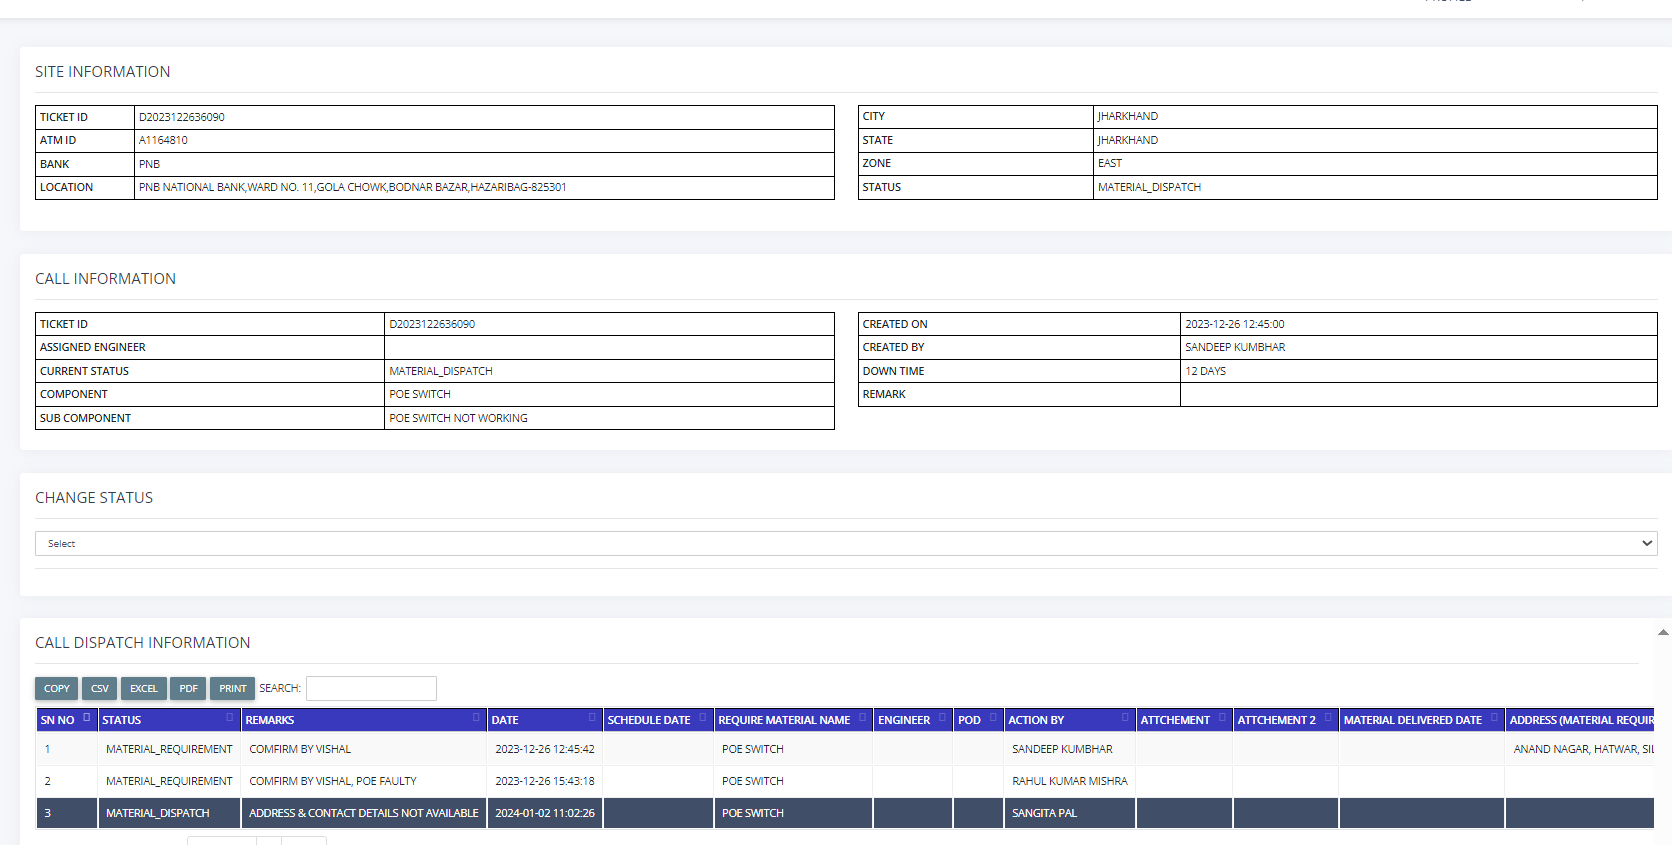 SITE INFORMATION
TICKET ID D2023122636090
ATM ID A1164810
BANK PNB
LOCATION PNB NATIONAL BANK,WARD NO. 11,GOLA CHOWK,BODNAR BAZAR,HAZARIBAG-825301
CITY JHARKHAND
STATE JHARKHAND
ZONE EAST
STATUS MATERIAL_DISPATCH
CALL INFORMATION
TICKET ID D2023122636090
ASSIGNED ENGINEER
CURRENT STATUS MATERIAL_DISPATCH
COMPONENT POE SWITCH
SUB COMPONENT POE SWITCH NOT WORKING
CREATED ON 2023-12-26 12:45:00
CREATED BY SANDEEP KUMBHAR
DOWN TIME 12 DAYS
REMARK
CHANGE STATUS
Select
CALL DISPATCH INFORMATION
COPY CSV EXCEL PDF PRINT SEARCH:
SN NO STATUS REMARKS DATE SCHEDULE DATE REQUIRE MATERIAL NAME ENGINEER POD ACTION BY ATTCHEMENT ATTCHEMENT 2 MATERIAL DELIVERED DATE ADDRESS (MATERIAL REQUIR
1 MATERIAL_REQUIREMENT COMFIRM BY VISHAL 2023-12-26 12:45:42 POE SWITCH SANDEEP KUMBHAR ANAND NAGAR, HATWAR, SIL
2 MATERIAL_REQUIREMENT COMFIRM BY VISHAL, POE FAULTY 2023-12-26 15:43:18 POE SWITCH RAHUL KUMAR MISHRA
3 MATERIAL_DISPATCH ADDRESS & CONTACT DETAILS NOT AVAILABLE 2024-01-02 11:02:26 POE SWITCH SANGITA PAL